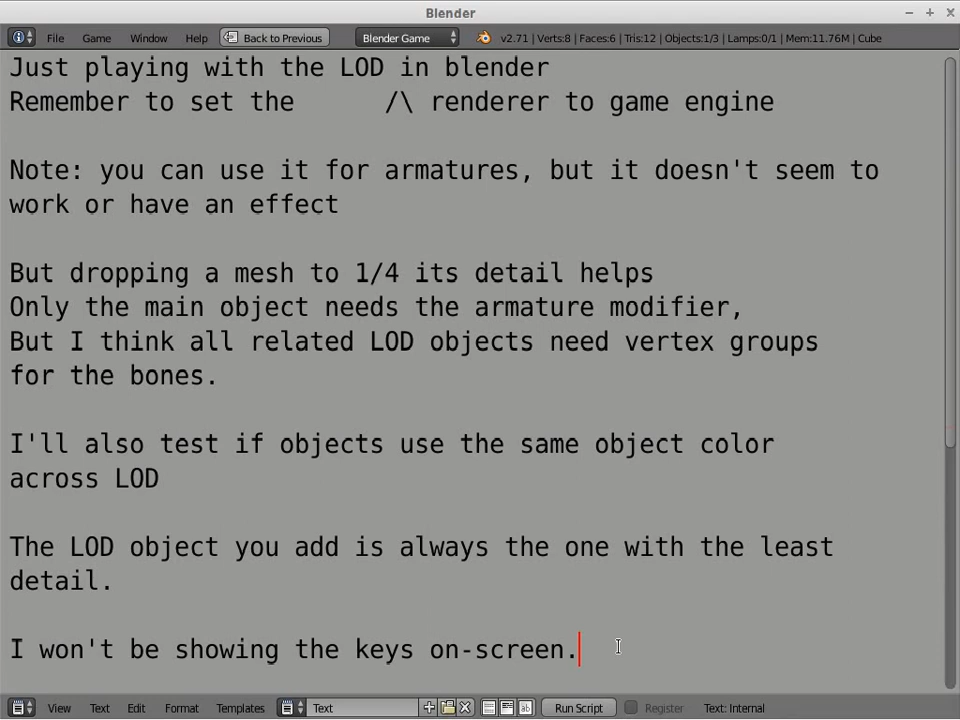 Blender
File Game Window Help Back to Previous Blender Game v2.71 | Verts:8 | Faces:6 | Tris:12 | Objects:1/3 | Lamps:0/1 | Mem:11.76M | Cube
Just playing with the LOD in blender
Remember to set the      /\ renderer to game engine
Note: you can use it for armatures, but it doesn't seem to
work or have an effect
But dropping a mesh to 1/4 its detail helps
Only the main object needs the armature modifier,
But I think all related LOD objects need vertex groups
for the bones.
I'll also test if objects use the same object color
across LOD
The LOD object you add is always the one with the least
detail.
I won't be showing the keys on-screen.
View Text Edit Format Templates Text Run Script Register Text: Internal